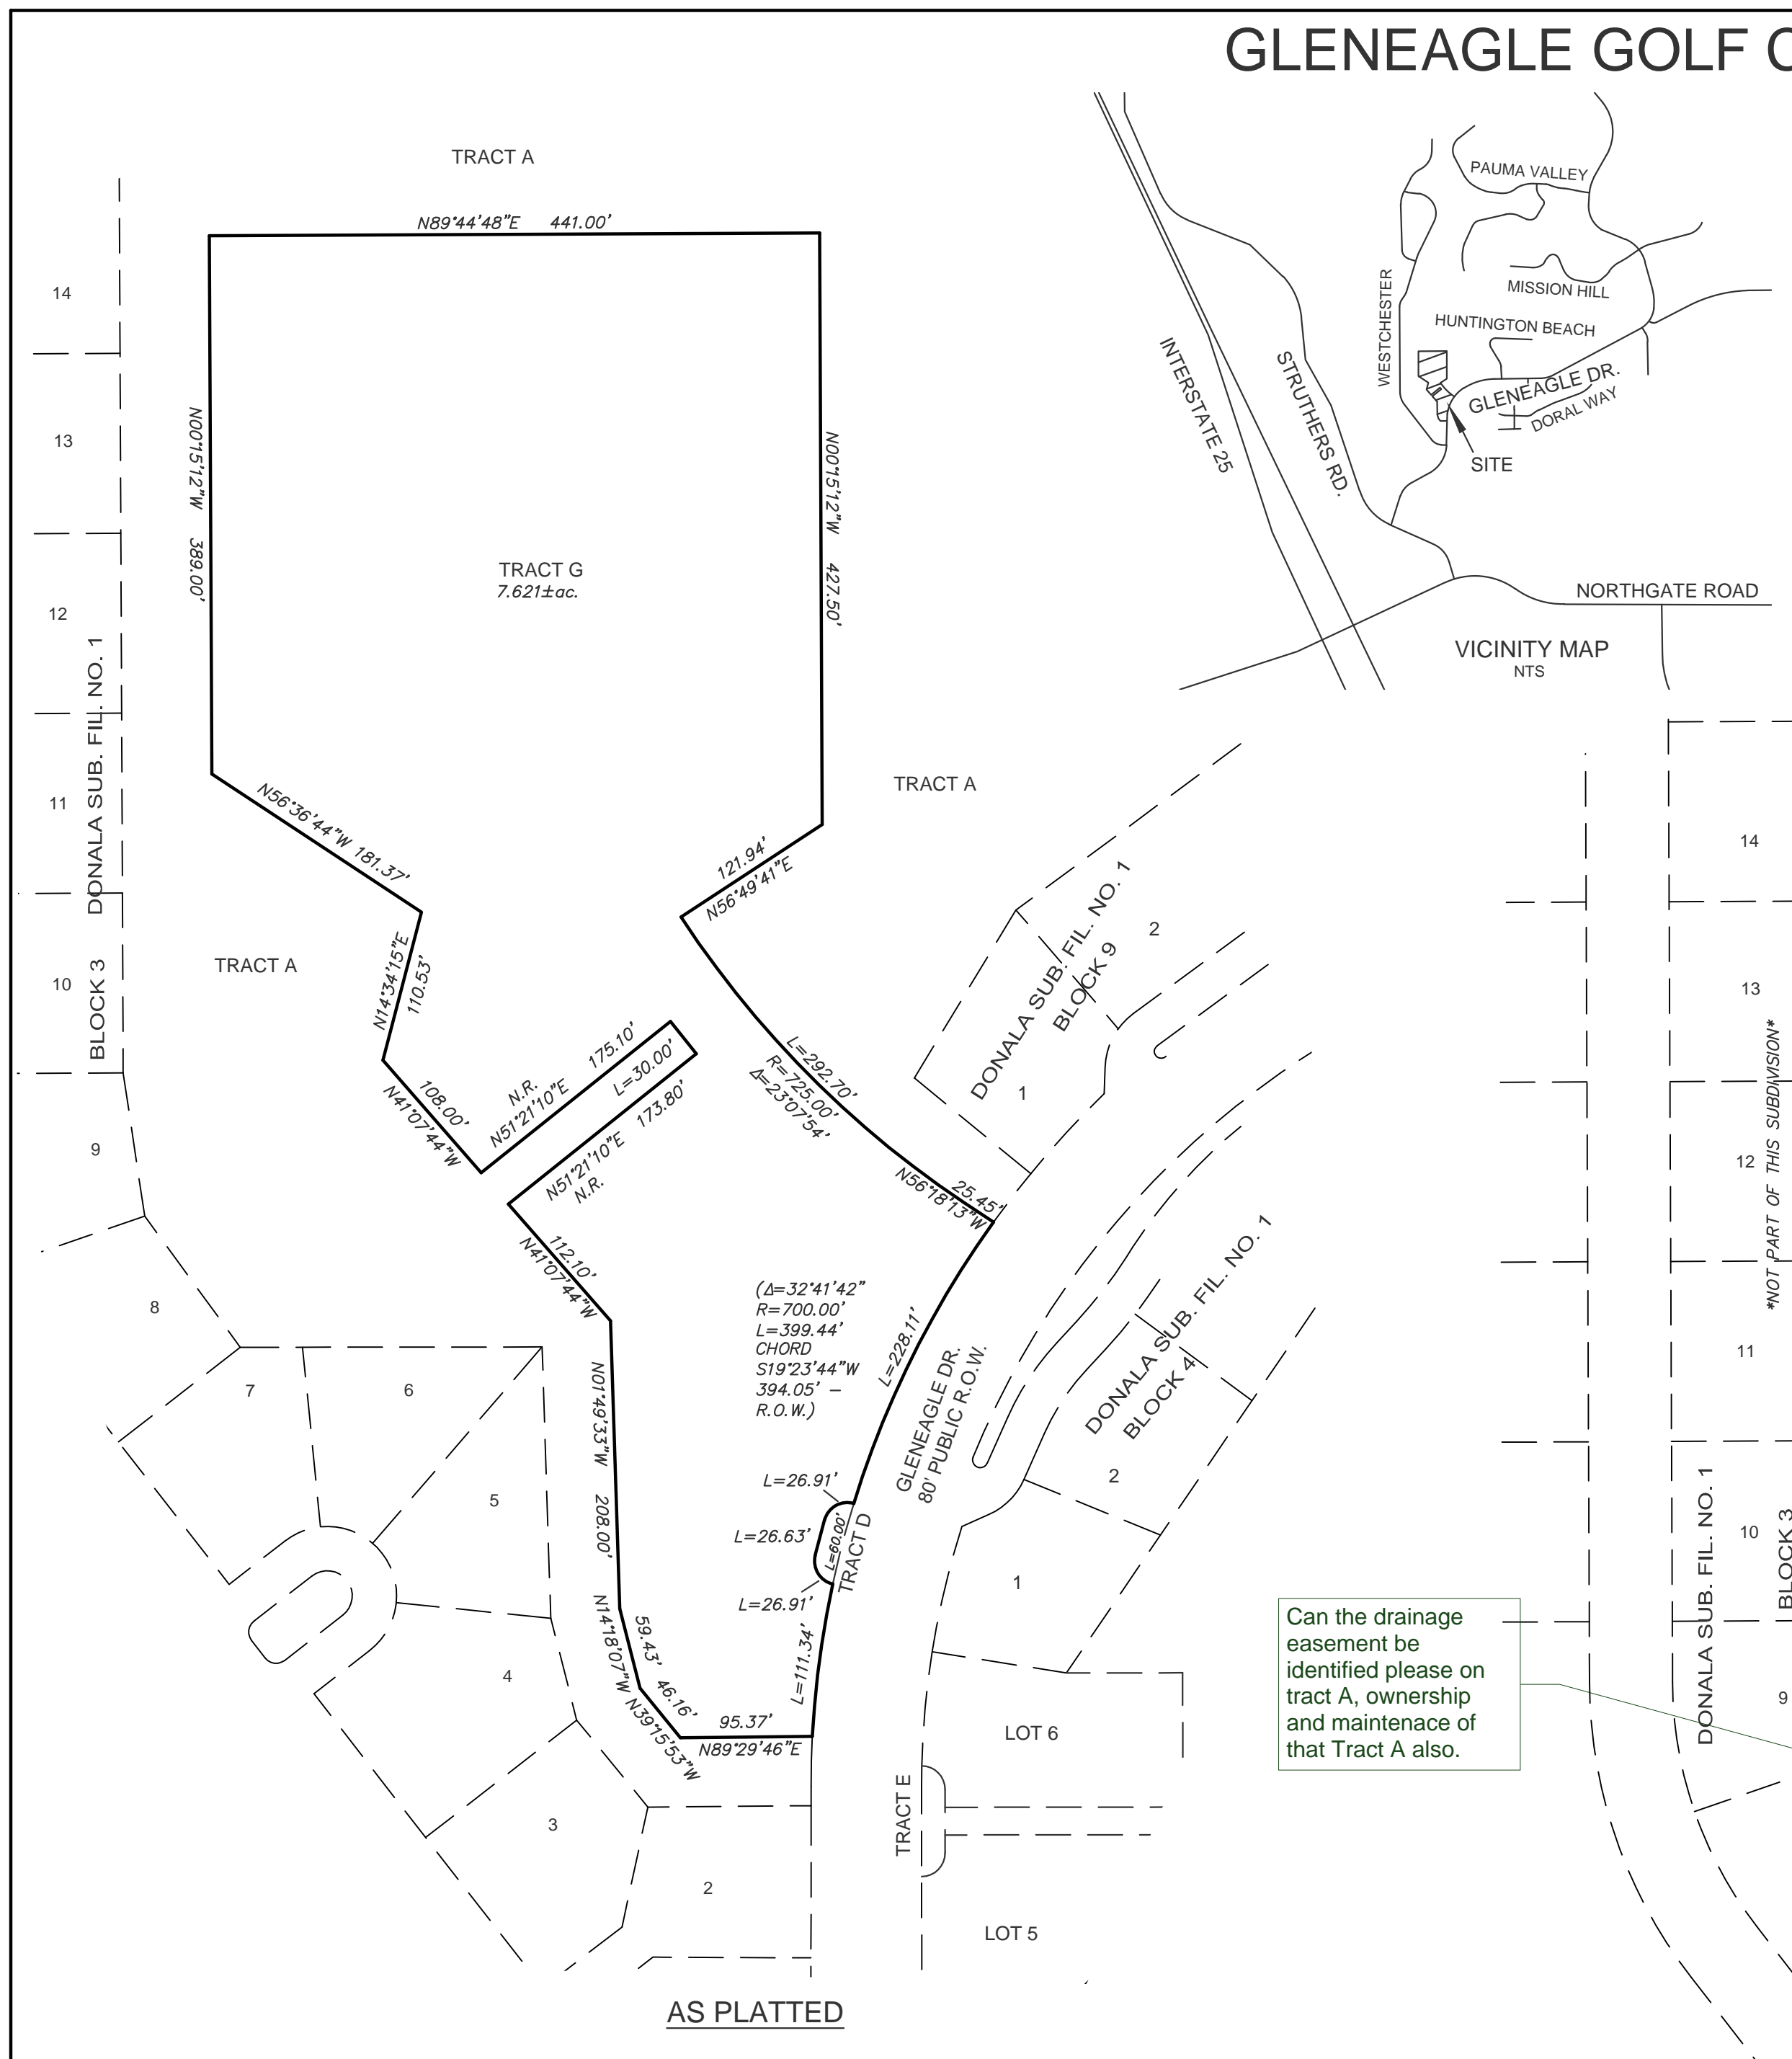 GLENEAGLE GOLF C
TRACT A
N89°44'48"E 441.00'
14
13
12
11
10
9
8
7
6
5
4
3
2
DONALA SUB. FIL. NO. 1
BLOCK 3
N00°15'12"W 389.00'
N00°15'12"W 427.50'
TRACT G
7.621±ac.
N56°36'44"W 181.37'
121.94'
N56°49'41"E
TRACT A
TRACT A
N14°34'15"E
110.53'
108.00'
N41°07'44"W
N.R.
N51°21'10"E 175.10'
L=30.00'
N51°21'10"E 173.80'
N.R.
L=292.70'
R=725.00'
Δ=23°07'54"
25.45'
N56°18'13"W
112.10'
N41°07'44"W
(Δ=32°41'42"
R=700.00'
L=399.44'
CHORD
S19°23'44"W
394.05' –
R.O.W.)
L=228.11'
GLENEAGLE DR.
80' PUBLIC R.O.W.
N01°49'33"W 208.00'
L=26.91'
L=26.63'
L=60.00'
TRACT D
L=26.91'
L=111.34'
59.43'
N14°18'07"W
46.16'
N39°15'53"W
95.37'
N89°29'46"E
DONALA SUB. FIL. NO. 1
BLOCK 9
2
1
DONALA SUB. FIL. NO. 1
BLOCK 4
2
1
LOT 6
TRACT E
LOT 5
AS PLATTED
PAUMA VALLEY
MISSION HILL
HUNTINGTON BEACH
WESTCHESTER
GLENEAGLE DR.
DORAL WAY
SITE
INTERSTATE 25
STRUTHERS RD.
NORTHGATE ROAD
VICINITY MAP
NTS
14
13
12
11
10
9
*NOT PART OF THIS SUBDIVISION*
DONALA SUB. FIL. NO. 1
BLOCK 3
Can the drainage
easement be
identified please on
tract A, ownership
and maintenace of
that Tract A also.